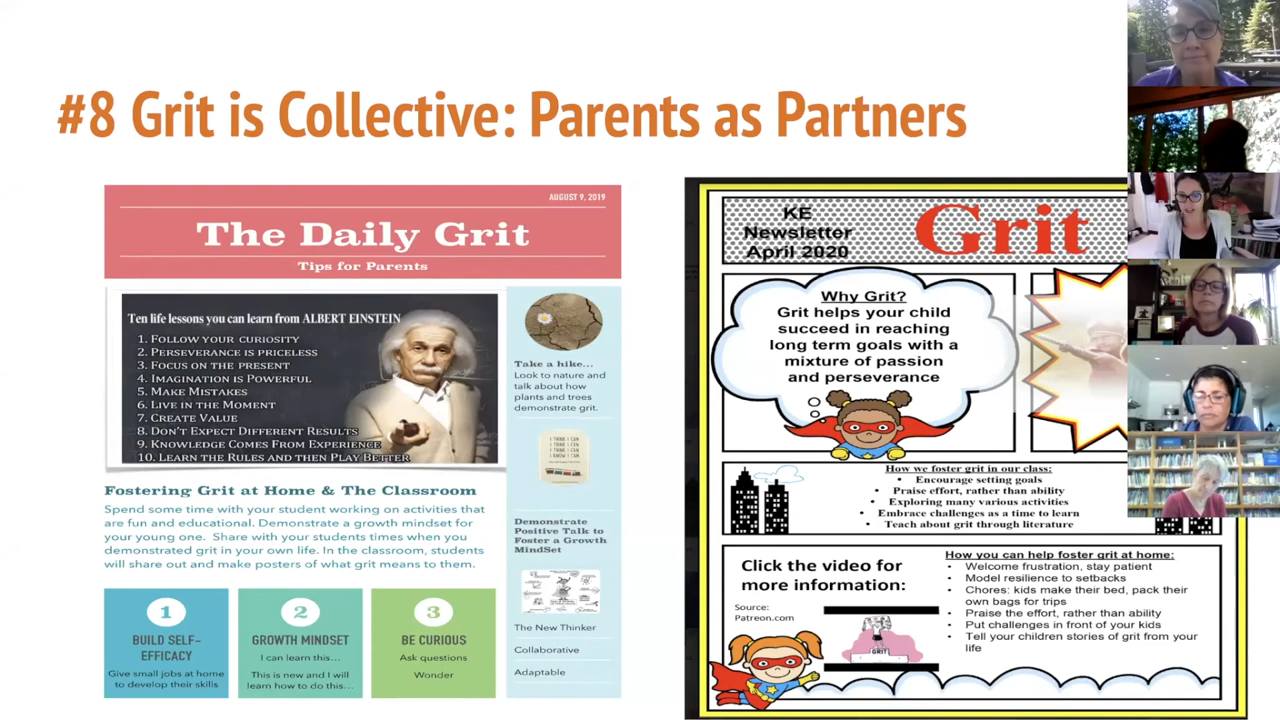 #8 Grit is Collective: Parents as Partners
AUGUST 9, 2019
The Daily Grit
Tips for Parents
Ten life lessons you can learn from ALBERT EINSTEIN
1. FOLLOW YOUR CURIOSITY
2. PERSEVERANCE IS PRICELESS
3. FOCUS ON THE PRESENT
4. IMAGINATION IS POWERFUL
5. MAKE MISTAKES
6. LIVE IN THE MOMENT
7. CREATE VALUE
8. DON'T EXPECT DIFFERENT RESULTS
9. KNOWLEDGE COMES FROM EXPERIENCE
10. LEARN THE RULES AND THEN PLAY BETTER
Fostering Grit at Home & The Classroom
Spend some time with your student working on activities that
are fun and educational. Demonstrate a growth mindset for
your young one. Share with your students times when you
demonstrated grit in your own life. In the classroom, students
will share out and make posters of what grit means to them.
1
BUILD SELF-
EFFICACY
Give small jobs at home
to develop their skills
2
GROWTH MINDSET
I can learn this...
This is new and I will
learn how to do this...
3
BE CURIOUS
Ask questions
Wonder
Take a hike...
Look to nature and
talk about how
plants and trees
demonstrate grit.
I THINK I CAN
I THINK I CAN
I THINK I CAN
I KNOW I CAN
Demonstrate
Positive Talk to
Foster a Growth
MindSet
The New Thinker
Collaborative
Adaptable
KE
Newsletter
April 2020
Grit
Why Grit?
Grit helps your child
succeed in reaching
long term goals with a
mixture of passion
and perseverance
How we foster grit in our class:
• Encourage setting goals
• Praise effort, rather than ability
• Exploring many various activities
• Embrace challenges as a time to learn
• Teach about grit through literature
Click the video for
more information:
Source:
Patreon.com
GRIT
How you can help foster grit at home:
• Welcome frustration, stay patient
• Model resilience to setbacks
• Chores: kids make their bed, pack their
own bags for trips
• Praise the effort, rather than ability
• Put challenges in front of your kids
• Tell your children stories of grit from your
life